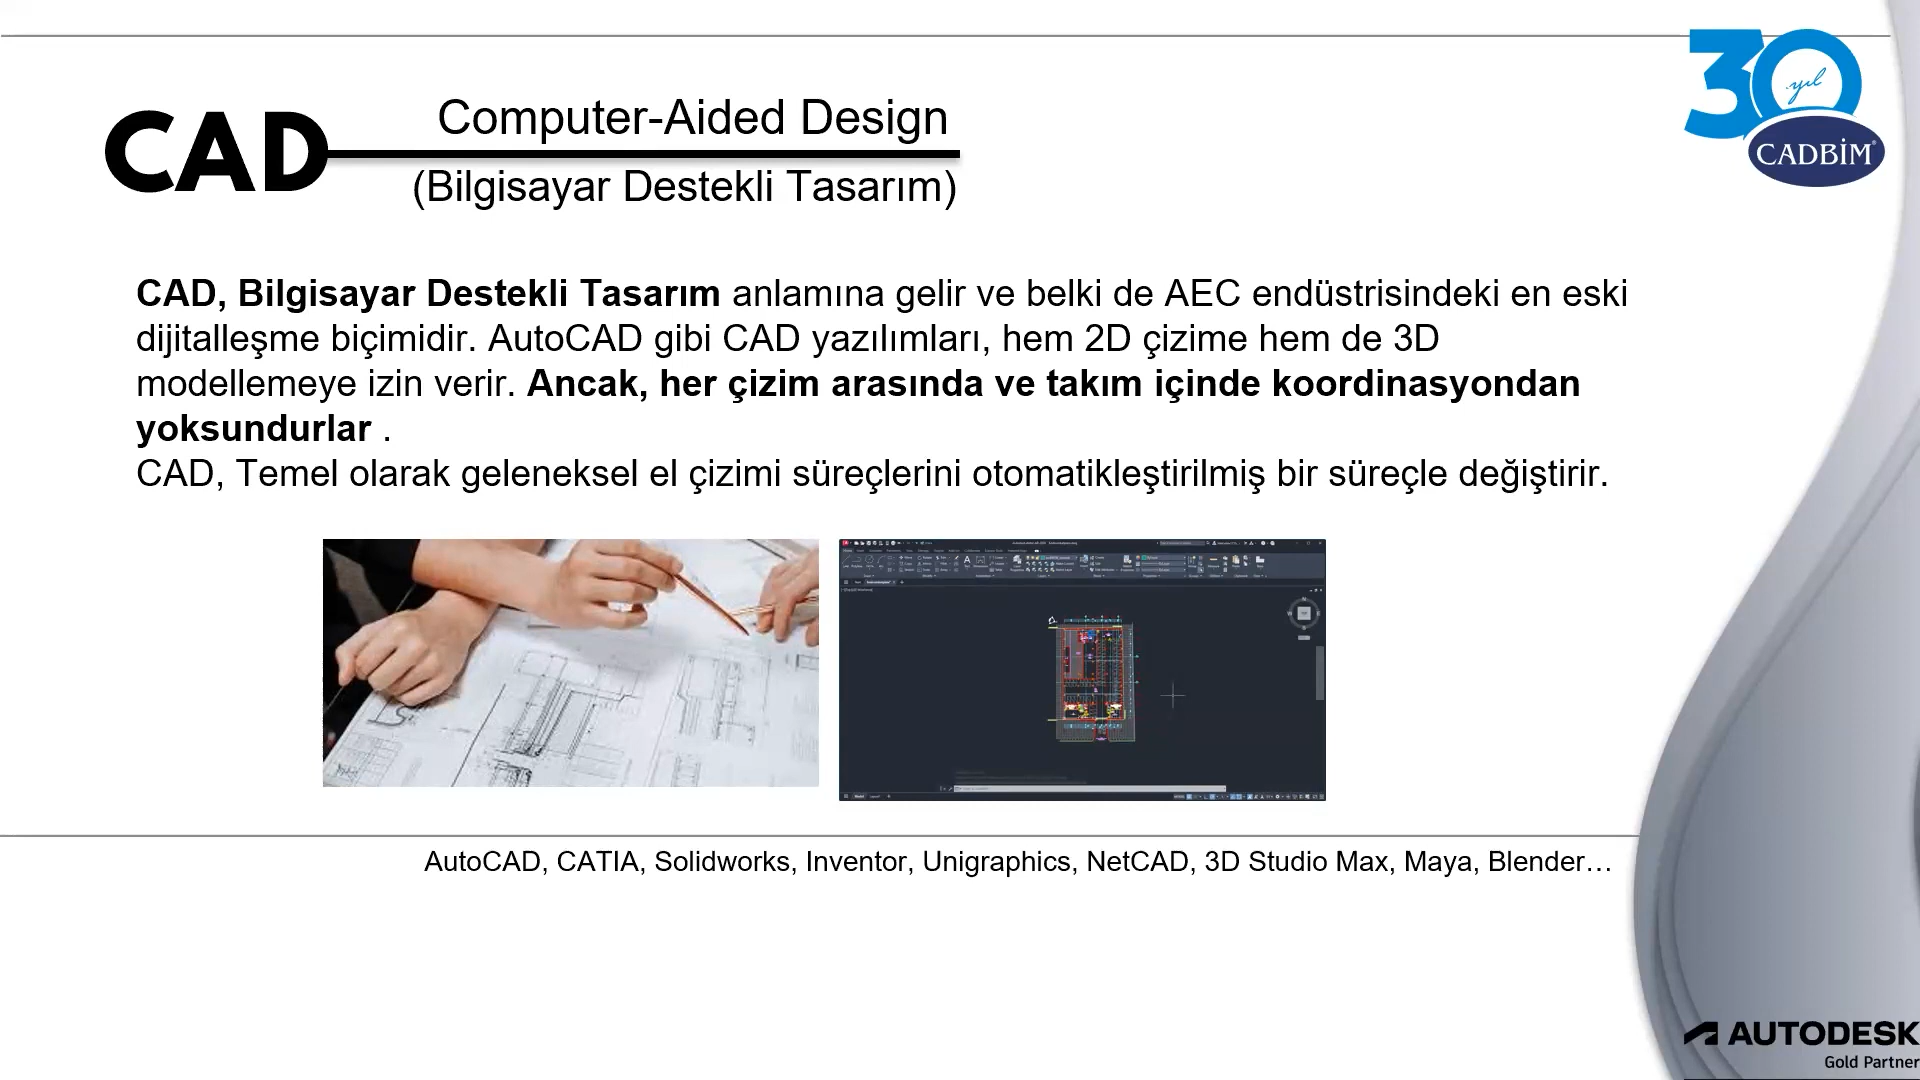 30
yıl
CADBİM
CAD
Computer-Aided Design
(Bilgisayar Destekli Tasarım)
CAD, Bilgisayar Destekli Tasarım anlamına gelir ve belki de AEC endüstrisindeki en eski
dijitalleşme biçimidir. AutoCAD gibi CAD yazılımları, hem 2D çizime hem de 3D
modellemeye izin verir. Ancak, her çizim arasında ve takım içinde koordinasyondan
yoksundurlar .
CAD, Temel olarak geleneksel el çizimi süreçlerini otomatikleştirilmiş bir süreçle değiştirir.
AutoCAD, CATIA, Solidworks, Inventor, Unigraphics, NetCAD, 3D Studio Max, Maya, Blender…
AUTODESK
Gold Partner